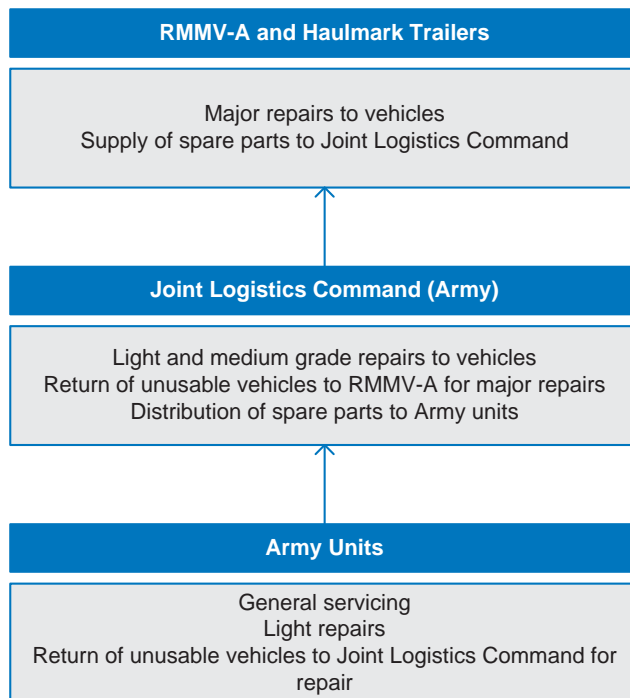 RMMV-A and Haulmark Trailers
Major repairs to vehicles
Supply of spare parts to Joint Logistics Command
Joint Logistics Command (Army)
Light and medium grade repairs to vehicles
Return of unusable vehicles to RMMV-A for major repairs
Distribution of spare parts to Army units
Army Units
General servicing
Light repairs
Return of unusable vehicles to Joint Logistics Command for
repair